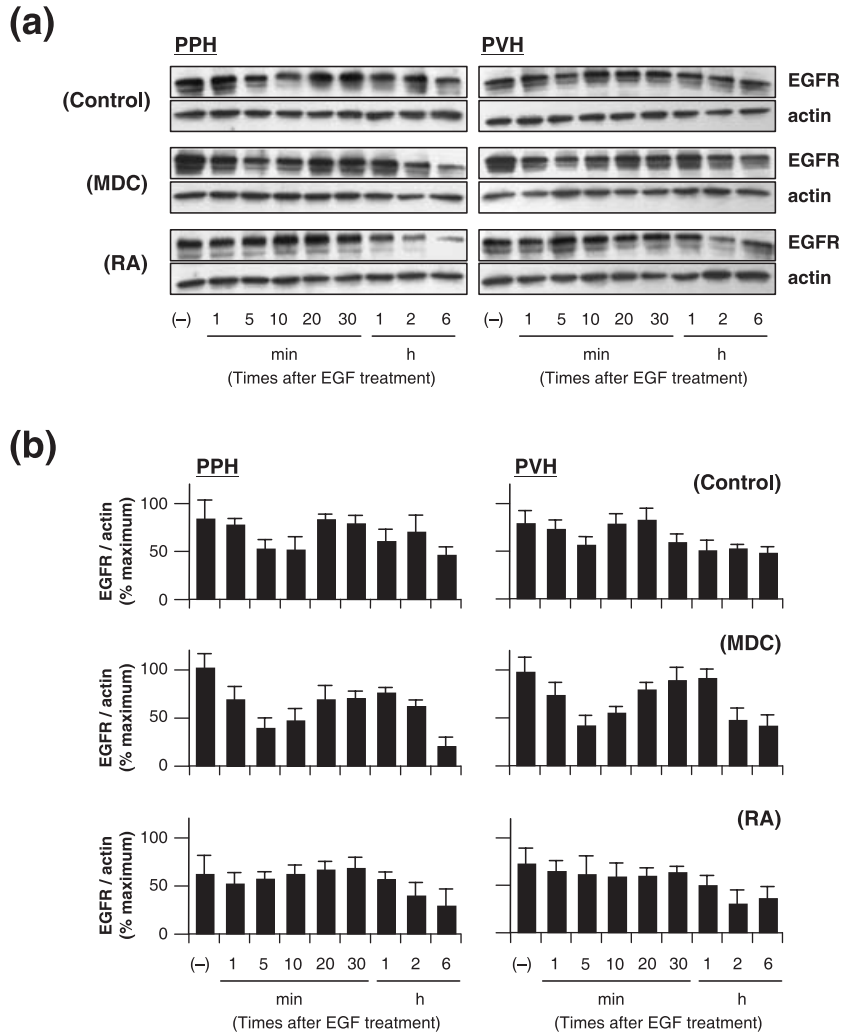 (a)
PPH PVH
(Control) EGFR
actin
(MDC) EGFR
actin
(RA) EGFR
actin
(–) 1 5 10 20 30 1 2 6 (–) 1 5 10 20 30 1 2 6
min h min h
(Times after EGF treatment) (Times after EGF treatment)
(b)
PPH PVH
(Control)
EGFR / actin
(% maximum)
100
50
0
(MDC)
EGFR / actin
(% maximum)
100
50
0
(RA)
EGFR / actin
(% maximum)
100
50
0
(–) 1 5 10 20 30 1 2 6 (–) 1 5 10 20 30 1 2 6
min h min h
(Times after EGF treatment) (Times after EGF treatment)